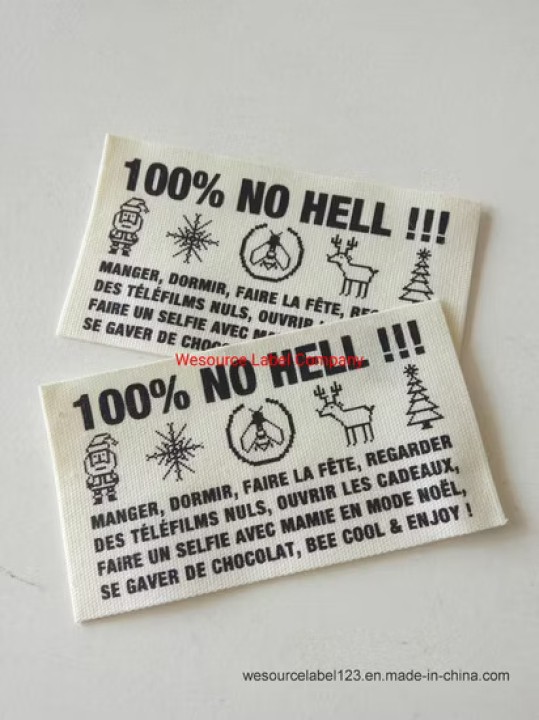 100% NO HELL !!!
MANGER, DORMIR, FAIRE LA FÊTE,
DES TÉLÉFILMS NULS, OUVRIR
FAIRE UN SELFIE AVEC
SE GAVER DE
Wesource Label Company
100% NO HELL !!!
MANGER, DORMIR, FAIRE LA FÊTE, REGARDER
DES TÉLÉFILMS NULS, OUVRIR LES CADEAUX,
FAIRE UN SELFIE AVEC MAMIE EN MODE NOËL,
SE GAVER DE CHOCOLAT, BEE COOL & ENJOY !
wesourcelabel123.en.made-in-china.com